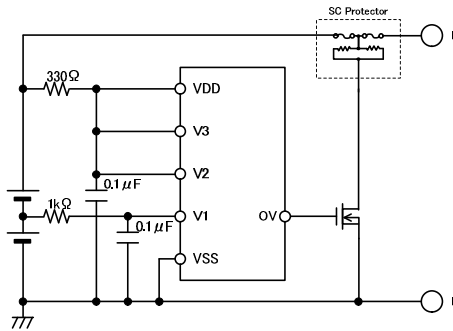 SC Protector
330Ω
VDD
V3
V2
0.1μF
1kΩ
V1
0.1μF
OV
VSS